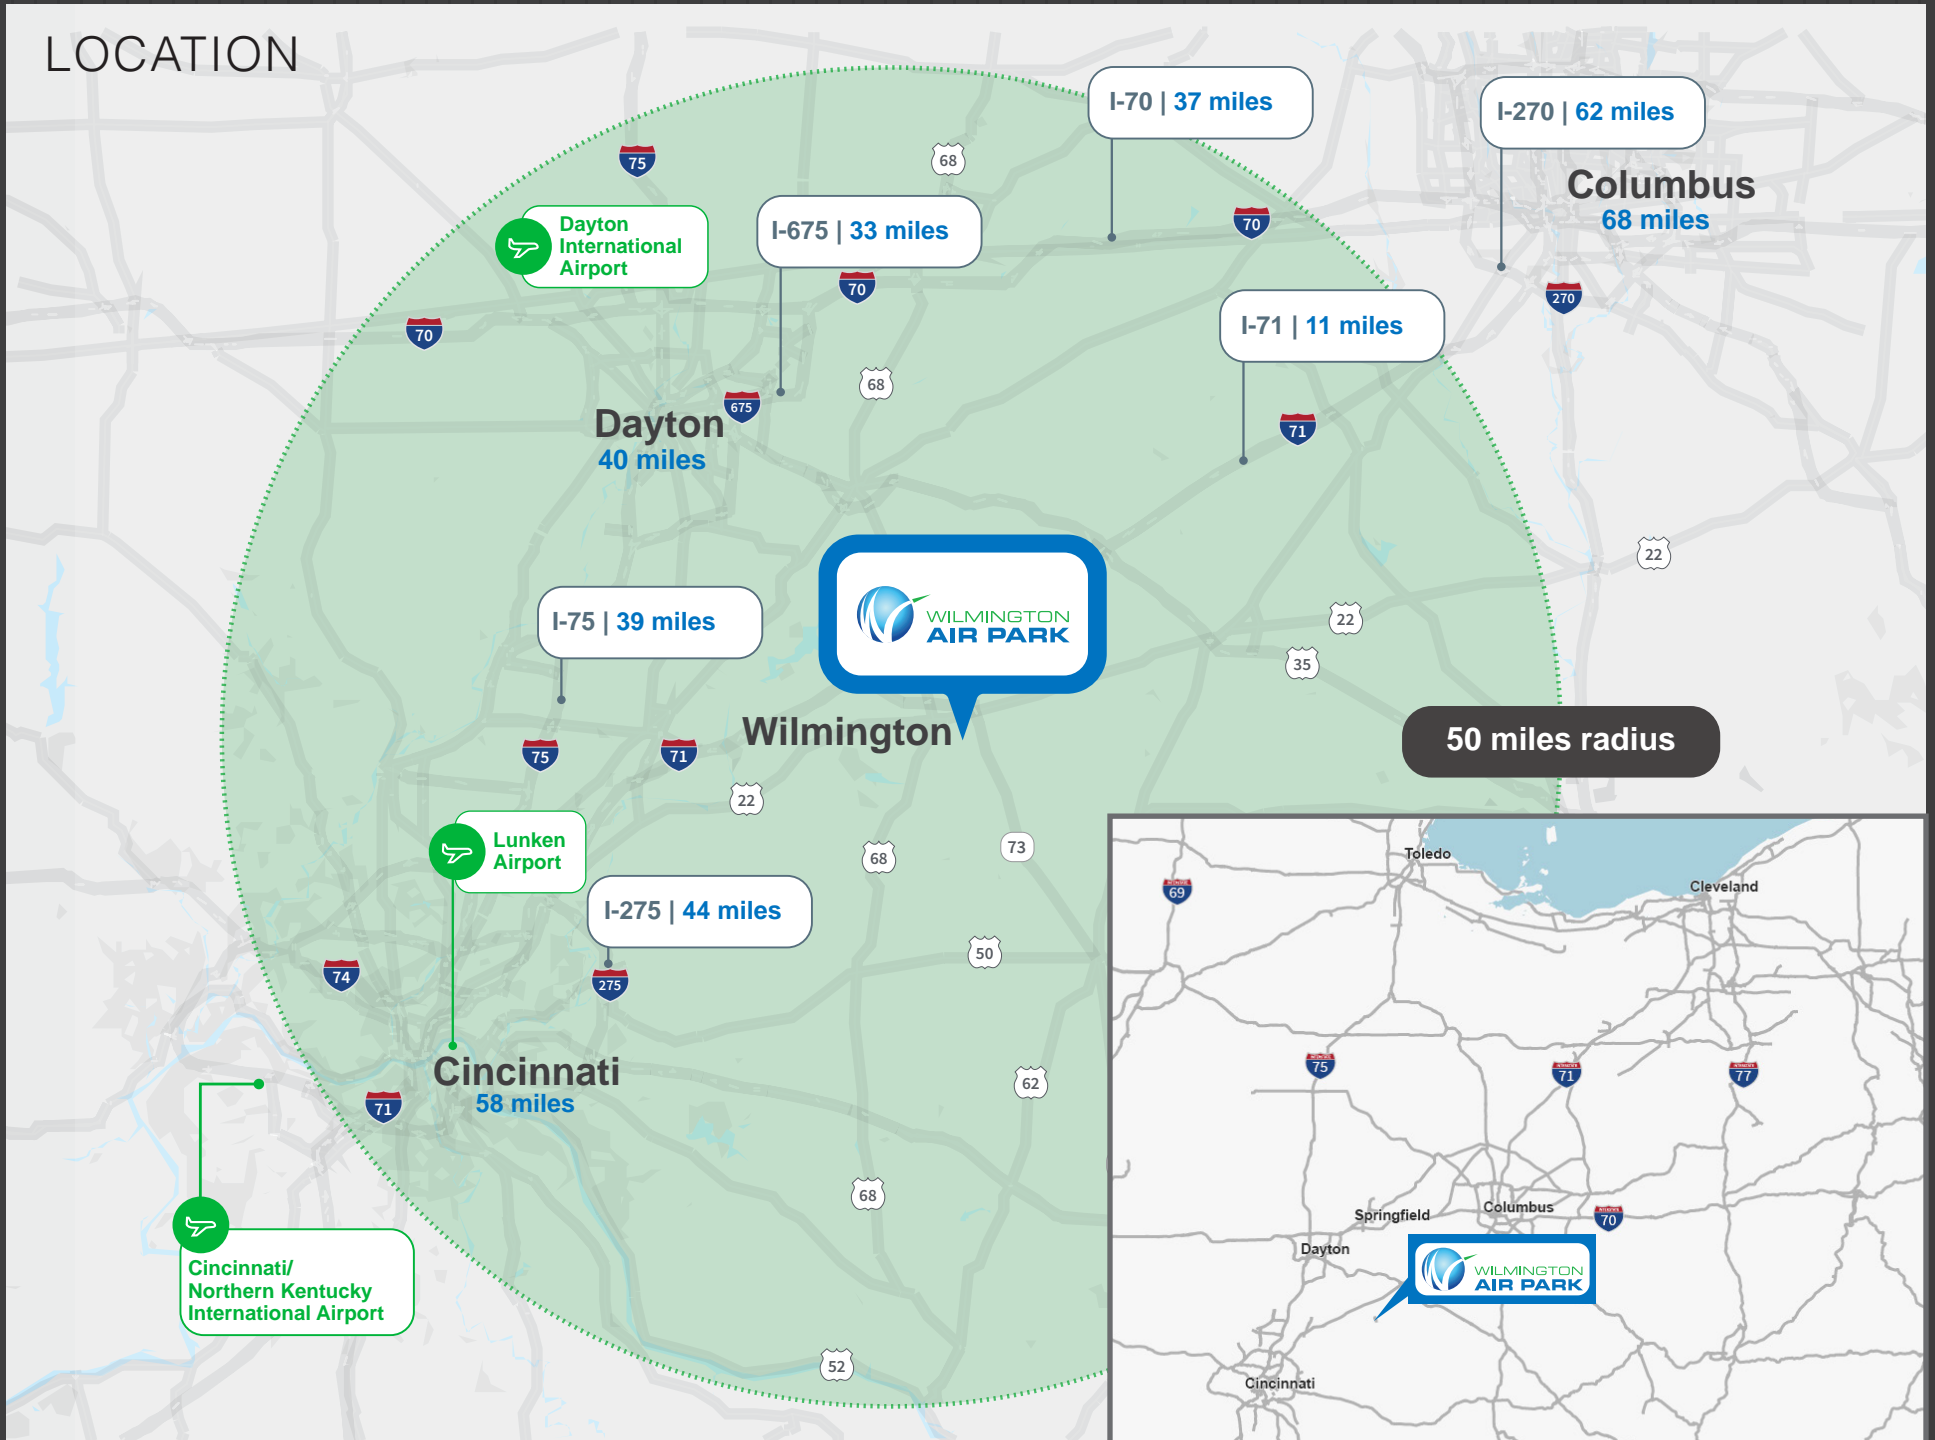 LOCATION
I-70 | 37 miles
I-270 | 62 miles
75
68
Columbus
68 miles
Dayton
International
Airport
I-675 | 33 miles
70
70
270
70
I-71 | 11 miles
68
675
71
Dayton
40 miles
22
WILMINGTON
AIR PARK
I-75 | 39 miles
22
35
Wilmington
50 miles radius
75
71
22
Lunken
Airport
68
73
I-275 | 44 miles
50
74
275
Cincinnati
58 miles
62
71
68
Cincinnati/
Northern Kentucky
International Airport
52
Toledo
Cleveland
69
75
71
77
Springfield
Columbus
70
Dayton
WILMINGTON
AIR PARK
Cincinnati